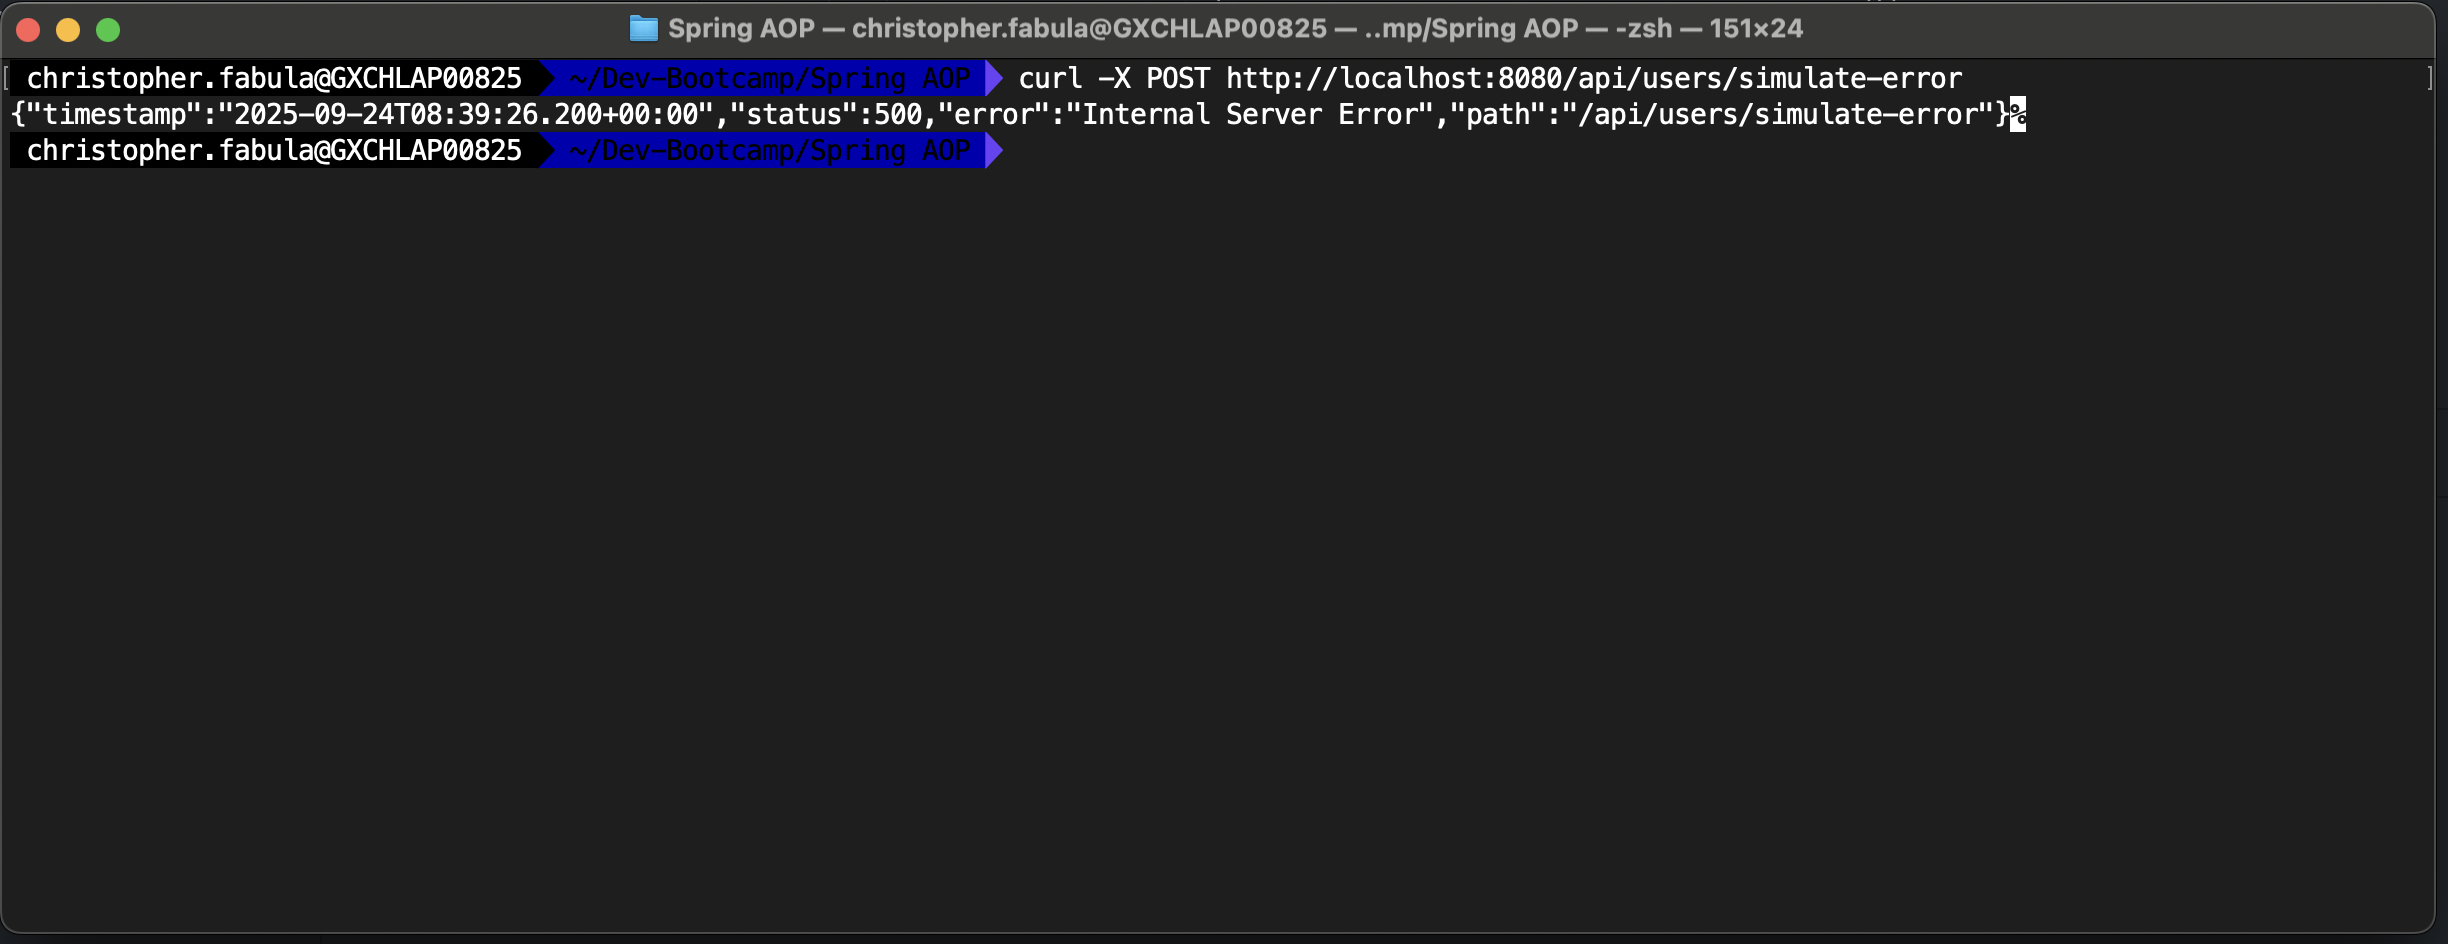 Spring AOP — christopher.fabula@GXCHLAP00825 — ..mp/Spring AOP — -zsh — 151×24
[ christopher.fabula@GXCHLAP00825 ~/Dev-Bootcamp/Spring AOP curl -X POST http://localhost:8080/api/users/simulate-error ]
{"timestamp":"2025-09-24T08:39:26.200+00:00","status":500,"error":"Internal Server Error","path":"/api/users/simulate-error"}%
christopher.fabula@GXCHLAP00825 ~/Dev-Bootcamp/Spring AOP